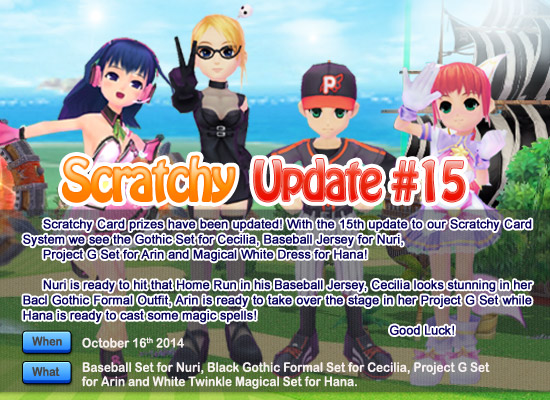 P
Scratchy Update #15
Scratchy Card prizes have been updated! With the 15th update to our Scratchy Card
System we see the Gothic Set for Cecilia, Baseball Jersey for Nuri,
Project G Set for Arin and Magical White Dress for Hana!
Nuri is ready to hit that Home Run in his Baseball Jersey, Cecilia looks stunning in her
Bacl Gothic Formal Outfit, Arin is ready to take over the stage in her Project G Set while
Hana is ready to cast some magic spells!
Good Luck!
When October 16th 2014
What Baseball Set for Nuri, Black Gothic Formal Set for Cecilia, Project G Set
for Arin and White Twinkle Magical Set for Hana.